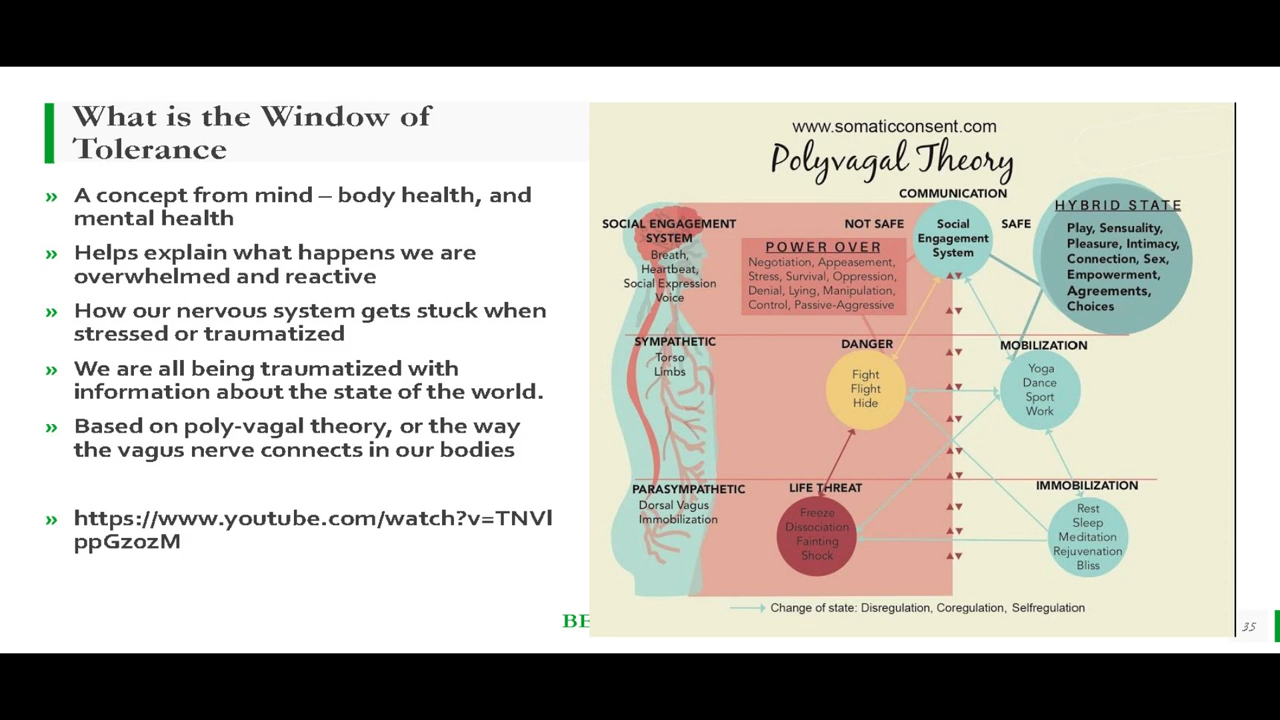 What is the Window of
Tolerance
» A concept from mind – body health, and
mental health
» Helps explain what happens we are
overwhelmed and reactive
» How our nervous system gets stuck when
stressed or traumatized
» We are all being traumatized with
information about the state of the world.
» Based on poly-vagal theory, or the way
the vagus nerve connects in our bodies
» https://www.youtube.com/watch?v=TNVl
ppGzozM
BE
www.somaticconsent.com
Polyvagal Theory
COMMUNICATION
SOCIAL ENGAGEMENT
SYSTEM
Breath,
Heartbeat,
Social Expression
Voice
NOT SAFE
POWER OVER
Negotiation, Appeasement,
Stress, Survival, Oppression,
Denial, Lying, Manipulation,
Control, Passive-Aggressive
Social
Engagement
System
SAFE
HYBRID STATE
Play, Sensuality,
Pleasure, Intimacy,
Connection, Sex,
Empowerment,
Agreements,
Choices
SYMPATHETIC
Torso
Limbs
DANGER
Fight
Flight
Hide
MOBILIZATION
Yoga
Dance
Sport
Work
PARASYMPATHETIC
Dorsal Vagus
Immobilization
LIFE THREAT
Freeze
Dissociation
Fainting
Shock
IMMOBILIZATION
Rest
Sleep
Meditation
Rejuvenation
Bliss
Change of state: Disregulation, Coregulation, Selfregulation
35